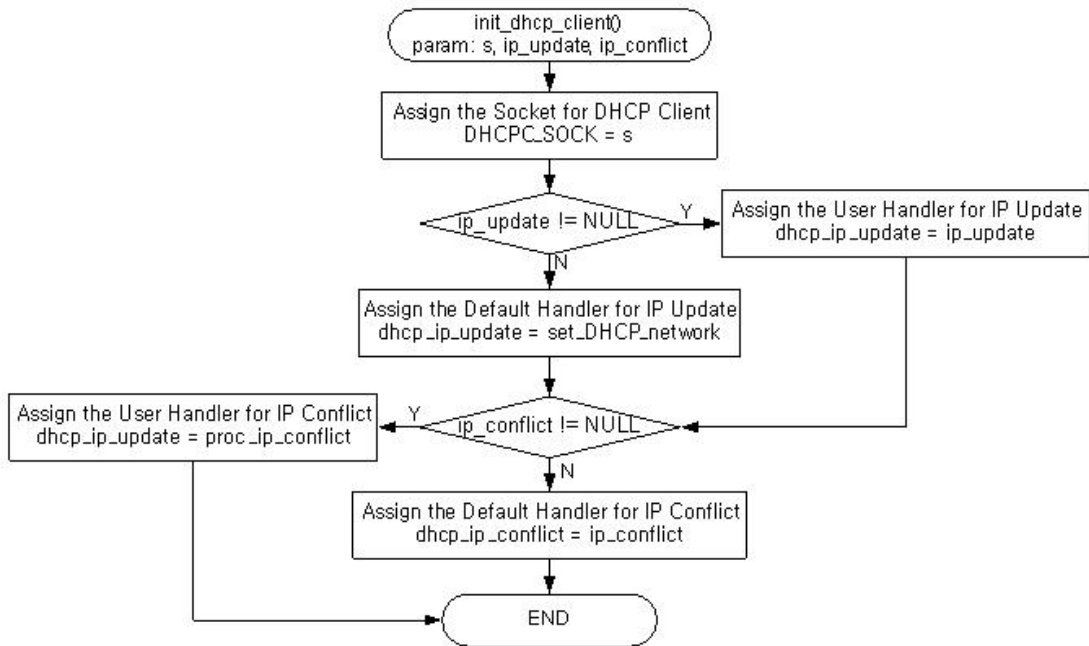 init_dhcp_client()
param: s, ip_update, ip_conflict
Assign the Socket for DHCP Client
DHCPC_SOCK = s
ip_update != NULL
Y
Assign the User Handler for IP Update
dhcp_ip_update = ip_update
N
Assign the Default Handler for IP Update
dhcp_ip_update = set_DHCP_network
Assign the User Handler for IP Conflict
dhcp_ip_update = proc_ip_conflict
Y
ip_conflict != NULL
N
Assign the Default Handler for IP Conflict
dhcp_ip_conflict = ip_conflict
END